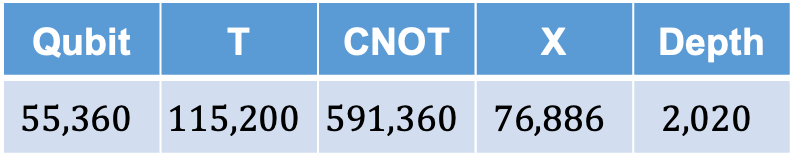 Qubit T CNOT X Depth
55,360 115,200 591,360 76,886 2,020